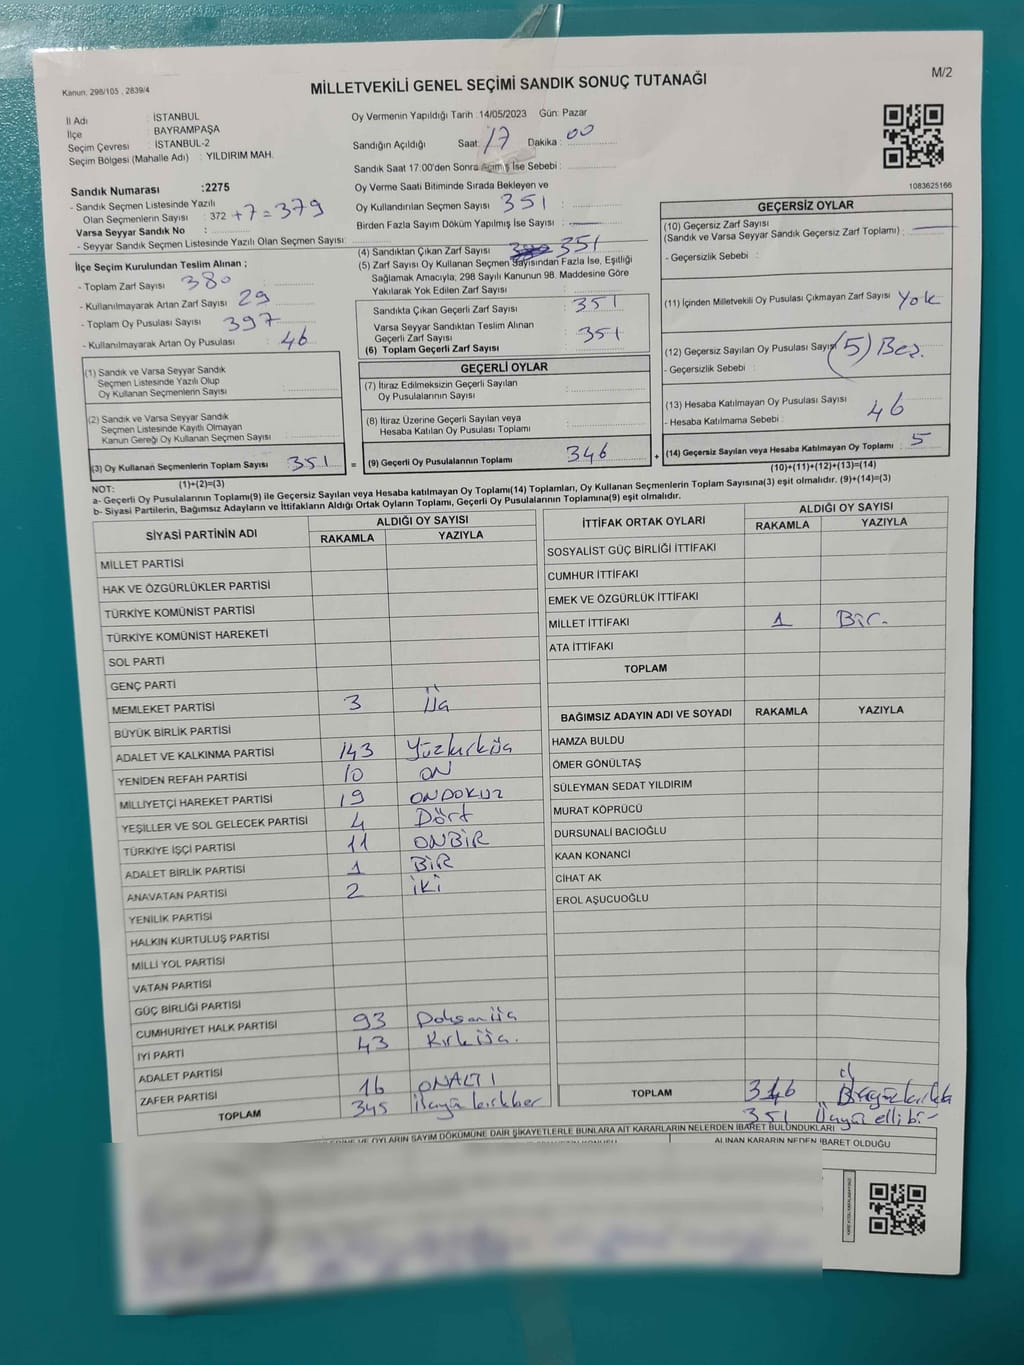 Kanun: 298/105 , 2839/4
MİLLETVEKİLİ GENEL SEÇİMİ SANDIK SONUÇ TUTANAĞI
M/2
İl Adı : İSTANBUL
İlçe : BAYRAMPAŞA
Seçim Çevresi : İSTANBUL-2
Seçim Bölgesi (Mahalle Adı) : YILDIRIM MAH.
Sandık Numarası :2275
- Sandık Seçmen Listesinde Yazılı
Olan Seçmenlerin Sayısı : 372 +7=379
Varsa Seyyar Sandık No :
- Seyyar Sandık Seçmen Listesinde Yazılı Olan Seçmen Sayısı:
Oy Vermenin Yapıldığı Tarih :14/05/2023 Gün: Pazar
Sandığın Açıldığı Saat: 17 Dakika : 00
Sandık Saat 17:00'den Sonra Açılmış İse Sebebi :
Oy Verme Saati Bitiminde Sırada Bekleyen ve
Oy Kullandırılan Seçmen Sayısı : 351
Birden Fazla Sayım Döküm Yapılmış İse Sayısı :
1083625166
İlçe Seçim Kurulundan Teslim Alınan ;
- Toplam Zarf Sayısı : 380
- Kullanılmayarak Artan Zarf Sayısı : 29
- Toplam Oy Pusulası Sayısı : 397
- Kullanılmayarak Artan Oy Pusulası : 46
(4) Sandıktan Çıkan Zarf Sayısı : 351
(5) Zarf Sayısı Oy Kullanan Seçmen Sayısından Fazla İse, Eşitliği
Sağlamak Amacıyla; 298 Sayılı Kanunun 98. Maddesine Göre
Yakılarak Yok Edilen Zarf Sayısı :
Sandıkta Çıkan Geçerli Zarf Sayısı : 351
Varsa Seyyar Sandıktan Teslim Alınan
Geçerli Zarf Sayısı : 351
(6) Toplam Geçerli Zarf Sayısı :
GEÇERSİZ OYLAR
(10) Geçersiz Zarf Sayısı
(Sandık ve Varsa Seyyar Sandık Geçersiz Zarf Toplamı) :
- Geçersizlik Sebebi :
(11) İçinden Milletvekili Oy Pusulası Çıkmayan Zarf Sayısı : Yok
(12) Geçersiz Sayılan Oy Pusulası Sayısı (5) Beş.
- Geçersizlik Sebebi :
(13) Hesaba Katılmayan Oy Pusulası Sayısı : 46
- Hesaba Katılmama Sebebi :
(14) Geçersiz Sayılan veya Hesaba Katılmayan Oy Toplamı : 5
(10)+(11)+(12)+(13)=(14)
(1) Sandık ve Varsa Seyyar Sandık
Seçmen Listesinde Yazılı Olup
Oy Kullanan Seçmenlerin Sayısı :
(2) Sandık ve Varsa Seyyar Sandık
Seçmen Listesinde Kayıtlı Olmayan
Kanun Gereği Oy Kullanan Seçmen Sayısı :
(3) Oy Kullanan Seçmenlerin Toplam Sayısı : 351 =
(1)+(2)=(3)
GEÇERLİ OYLAR
(7) İtiraz Edilmeksizin Geçerli Sayılan
Oy Pusulalarının Sayısı :
(8) İtiraz Üzerine Geçerli Sayılan veya
Hesaba Katılan Oy Pusulası Toplamı :
(9) Geçerli Oy Pusulalarının Toplamı : 346 +
NOT:
a- Geçerli Oy Pusulalarının Toplamı(9) ile Geçersiz Sayılan veya Hesaba katılmayan Oy Toplamı(14) Toplamları, Oy Kullanan Seçmenlerin Toplam Sayısına(3) eşit olmalıdır. (9)+(14)=(3)
b- Siyasi Partilerin, Bağımsız Adayların ve İttifakların Aldığı Ortak Oyların Toplamı, Geçerli Oy Pusulalarının Toplamına(9) eşit olmalıdır.
SİYASİ PARTİNİN ADI ALDIĞI OY SAYISI
RAKAMLA YAZIYLA
MİLLET PARTİSİ
HAK VE ÖZGÜRLÜKLER PARTİSİ
TÜRKİYE KOMÜNİST PARTİSİ
TÜRKİYE KOMÜNİST HAREKETİ
SOL PARTİ
GENÇ PARTİ
MEMLEKET PARTİSİ 3 üç
BÜYÜK BİRLİK PARTİSİ
ADALET VE KALKINMA PARTİSİ 143 Yüzkırküç
YENİDEN REFAH PARTİSİ 10 ON
MİLLİYETÇİ HAREKET PARTİSİ 19 ONDOKUZ
YEŞİLLER VE SOL GELECEK PARTİSİ 4 Dört
TÜRKİYE İŞÇİ PARTİSİ 11 ONBİR
ADALET BİRLİK PARTİSİ 1 BİR
ANAVATAN PARTİSİ 2 iki
YENİLİK PARTİSİ
HALKIN KURTULUŞ PARTİSİ
MİLLİ YOL PARTİSİ
VATAN PARTİSİ
GÜÇ BİRLİĞİ PARTİSİ
CUMHURİYET HALK PARTİSİ 93 Doksanüç
İYİ PARTİ 43 Kırküç.
ADALET PARTİSİ
ZAFER PARTİSİ 16 ONALTI
TOPLAM 345 üçyüzkırkbeş
İTTİFAK ORTAK OYLARI ALDIĞI OY SAYISI
RAKAMLA YAZIYLA
SOSYALİST GÜÇ BİRLİĞİ İTTİFAKI
CUMHUR İTTİFAKI
EMEK VE ÖZGÜRLÜK İTTİFAKI
MİLLET İTTİFAKI 1 Bir.
ATA İTTİFAKI
TOPLAM
BAĞIMSIZ ADAYIN ADI VE SOYADI RAKAMLA YAZIYLA
HAMZA BULDU
ÖMER GÖNÜLTAŞ
SÜLEYMAN SEDAT YILDIRIM
MURAT KÖPRÜCÜ
DURSUNALİ BACIOĞLU
KAAN KONANCİ
CİHAT AK
EROL AŞUCUOĞLU
TOPLAM 346
351 Üçyüzellibir
VE OYLARIN SAYIM DÖKÜMÜNE DAİR ŞİKAYETLERLE BUNLARA AİT KARARLARIN NELERDEN İBARET BULUNDUKLARI
ALINAN KARARIN NEDEN İBARET OLDUĞU